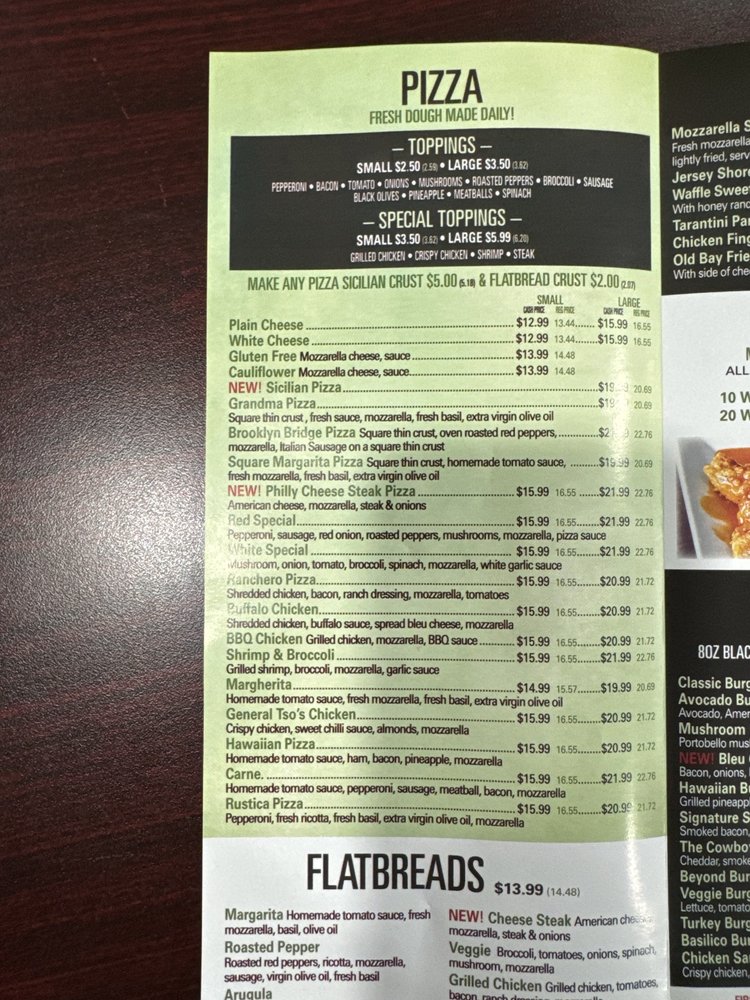 PIZZA
FRESH DOUGH MADE DAILY!
– TOPPINGS –
SMALL $2.50 (2.59) • LARGE $3.50 (3.62)
PEPPERONI • BACON • TOMATO • ONIONS • MUSHROOMS • ROASTED PEPPERS • BROCCOLI • SAUSAGE
BLACK OLIVES • PINEAPPLE • MEATBALLS • SPINACH
– SPECIAL TOPPINGS –
SMALL $3.50 (3.62) • LARGE $5.99 (6.20)
GRILLED CHICKEN • CRISPY CHICKEN • SHRIMP • STEAK
MAKE ANY PIZZA SICILIAN CRUST $5.00 (5.18) & FLATBREAD CRUST $2.00 (2.07)
SMALL LARGE
CASH PRICE REG PRICE CASH PRICE REG PRICE
Plain Cheese $12.99 13.44 $15.99 16.55
White Cheese $12.99 13.44 $15.99 16.55
Gluten Free Mozzarella cheese, sauce $13.99 14.48
Cauliflower Mozzarella cheese, sauce $13.99 14.48
NEW! Sicilian Pizza 20.69
Grandma Pizza 20.69
Square thin crust, fresh sauce, mozzarella, fresh basil, extra virgin olive oil
Brooklyn Bridge Pizza Square thin crust, oven roasted red peppers, 22.76
mozzarella, Italian Sausage on a square thin crust
Square Margarita Pizza Square thin crust, homemade tomato sauce, $19.99 20.69
fresh mozzarella, fresh basil, extra virgin olive oil
NEW! Philly Cheese Steak Pizza $15.99 16.55 $21.99 22.76
American cheese, mozzarella, steak & onions
Red Special $15.99 16.55 $21.99 22.76
Pepperoni, sausage, red onion, roasted peppers, mushrooms, mozzarella, pizza sauce
White Special $15.99 16.55 $21.99 22.76
Mushroom, onion, tomato, broccoli, spinach, mozzarella, white garlic sauce
Ranchero Pizza $15.99 16.55 $20.99 21.72
Shredded chicken, bacon, ranch dressing, mozzarella, tomatoes
Buffalo Chicken $15.99 16.55 $20.99 21.72
Shredded chicken, buffalo sauce, spread bleu cheese, mozzarella
BBQ Chicken Grilled chicken, mozzarella, BBQ sauce $15.99 16.55 $20.99 21.72
Shrimp & Broccoli $15.99 16.55 $21.99 22.76
Grilled shrimp, broccoli, mozzarella, garlic sauce
Margherita $14.99 15.57 $19.99 20.69
Homemade tomato sauce, fresh mozzarella, fresh basil, extra virgin olive oil
General Tso's Chicken $15.99 16.55 $20.99 21.72
Crispy chicken, sweet chilli sauce, almonds, mozzarella
Hawaiian Pizza $15.99 16.55 $20.99 21.72
Homemade tomato sauce, ham, bacon, pineapple, mozzarella
Carne. $15.99 16.55 $21.99 22.76
Homemade tomato sauce, pepperoni, sausage, meatball, bacon, mozzarella
Rustica Pizza $15.99 16.55 $20.99 21.72
Pepperoni, fresh ricotta, fresh basil, extra virgin olive oil, mozzarella
FLATBREADS $13.99 (14.48)
Margarita Homemade tomato sauce, fresh
mozzarella, basil, olive oil
Roasted Pepper
Roasted red peppers, ricotta, mozzarella,
sausage, virgin olive oil, fresh basil
Arugula
NEW! Cheese Steak American cheese,
mozzarella, steak & onions
Veggie Broccoli, tomatoes, onions, spinach,
mushroom, mozzarella
Grilled Chicken Grilled chicken, tomatoes,
bacon, ranch dressing, mozzarella
Mozzarella S
Fresh mozzarella
lightly fried, serv
Jersey Shore
Waffle Swee
With honey ranc
Tarantini Pa
Chicken Fing
Old Bay Frie
With side of che
ALL
10 W
20 W
8OZ BLAC
Classic Burg
Avocado Bu
Avocado, Amer
Mushroom
Portobello mus
NEW! Bleu
Bacon, onions,
Hawaiian Bu
Grilled pineapp
Signature S
Smoked bacon,
The Cowbo
Cheddar, smoke
Beyond Bur
Veggie Burg
Lettuce, tomato
Turkey Burg
Basilico Bu
Chicken Sa
Crispy chicken,